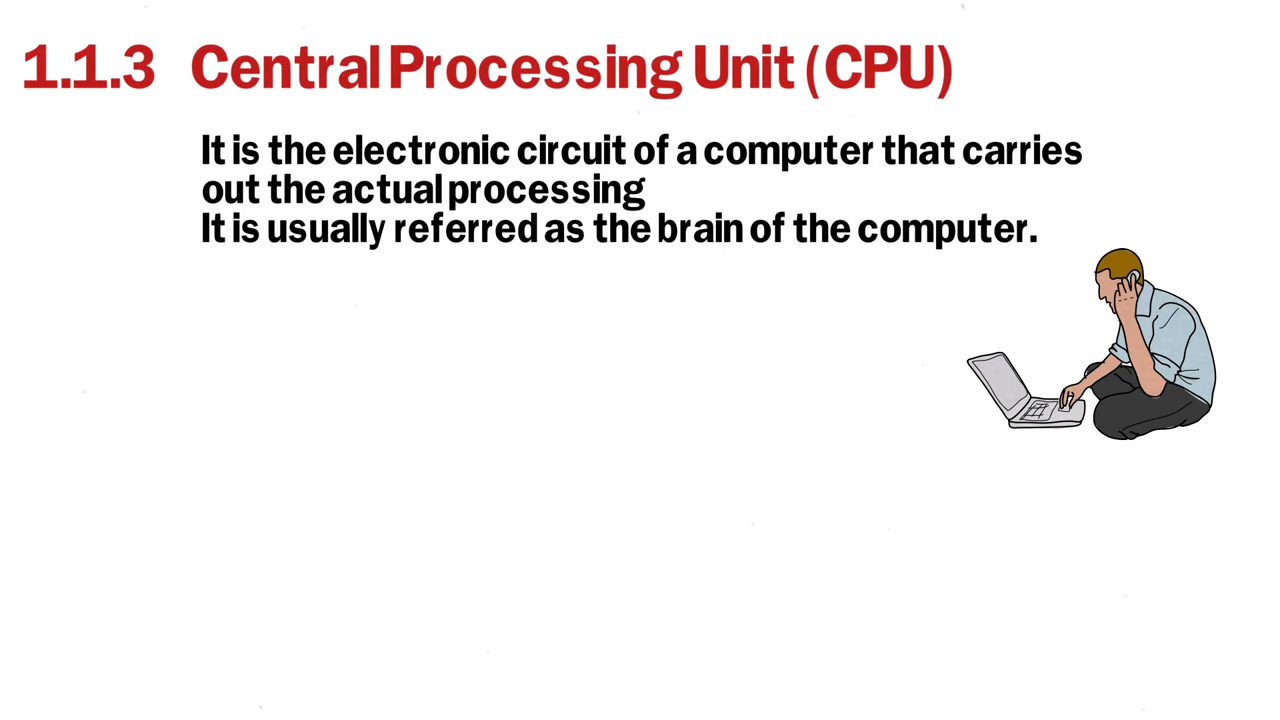 1.1.3 Central Processing Unit (CPU)
It is the electronic circuit of a computer that carries
out the actual processing
It is usually referred as the brain of the computer.